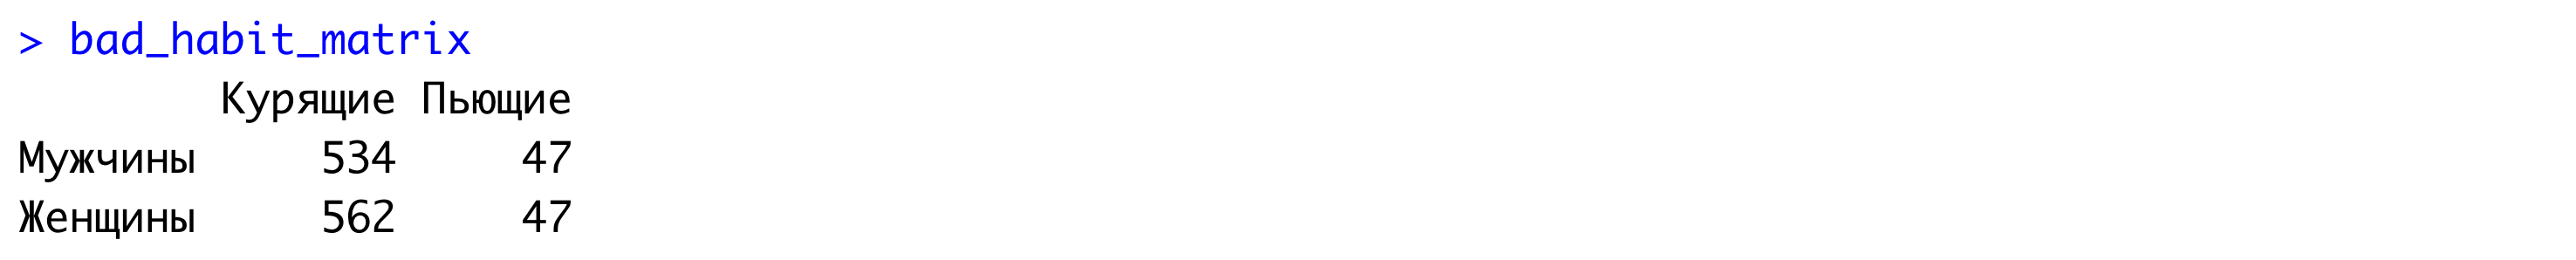 > bad_habit_matrix
Курящие Пьющие
Мужчины 534 47
Женщины 562 47